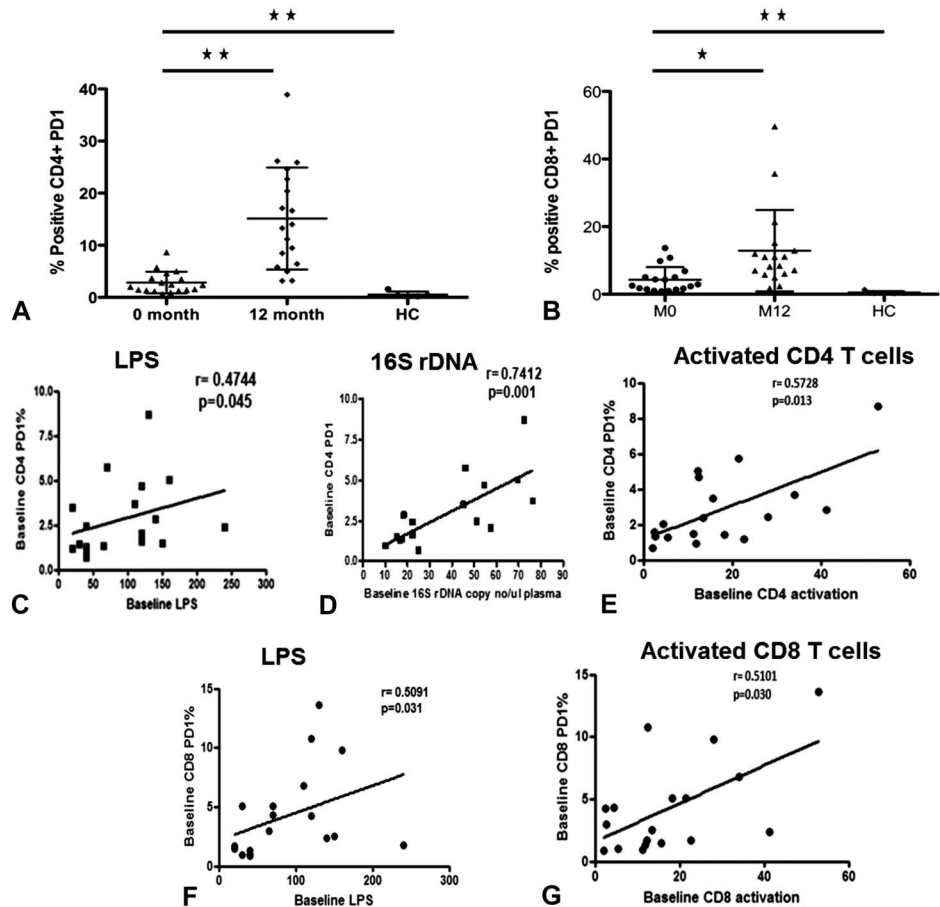 ★ ★
★ ★
% Positive CD4+ PD1
40
30
20
10
0
0 month 12 month HC
A
★ ★
★
% positive CD8+ PD1
60
40
20
0
M0 M12 HC
B
LPS
r= 0.4744
p=0.045
Baseline CD4 PD1%
10.0
7.5
5.0
2.5
0.0
0 50 100 150 200 250 300
Baseline LPS
C
16S rDNA
r= 0.7412
p=0.001
Baseline CD4 PD1
10.0
7.5
5.0
2.5
0.0
0 10 20 30 40 50 60 70 80 90
Baseline 16S rDNA copy no/ul plasma
D
Activated CD4 T cells
r= 0.5728
p=0.013
Baseline CD4 PD1%
10
8
6
4
2
0
0 20 40 60
Baseline CD4 activation
E
LPS
r= 0.5091
p=0.031
Baseline CD8 PD1%
15
10
5
0
0 100 200 300
Baseline LPS
F
Activated CD8 T cells
r= 0.5101
p=0.030
Baseline CD8 PD1%
15
10
5
0
0 20 40 60
Baseline CD8 activation
G